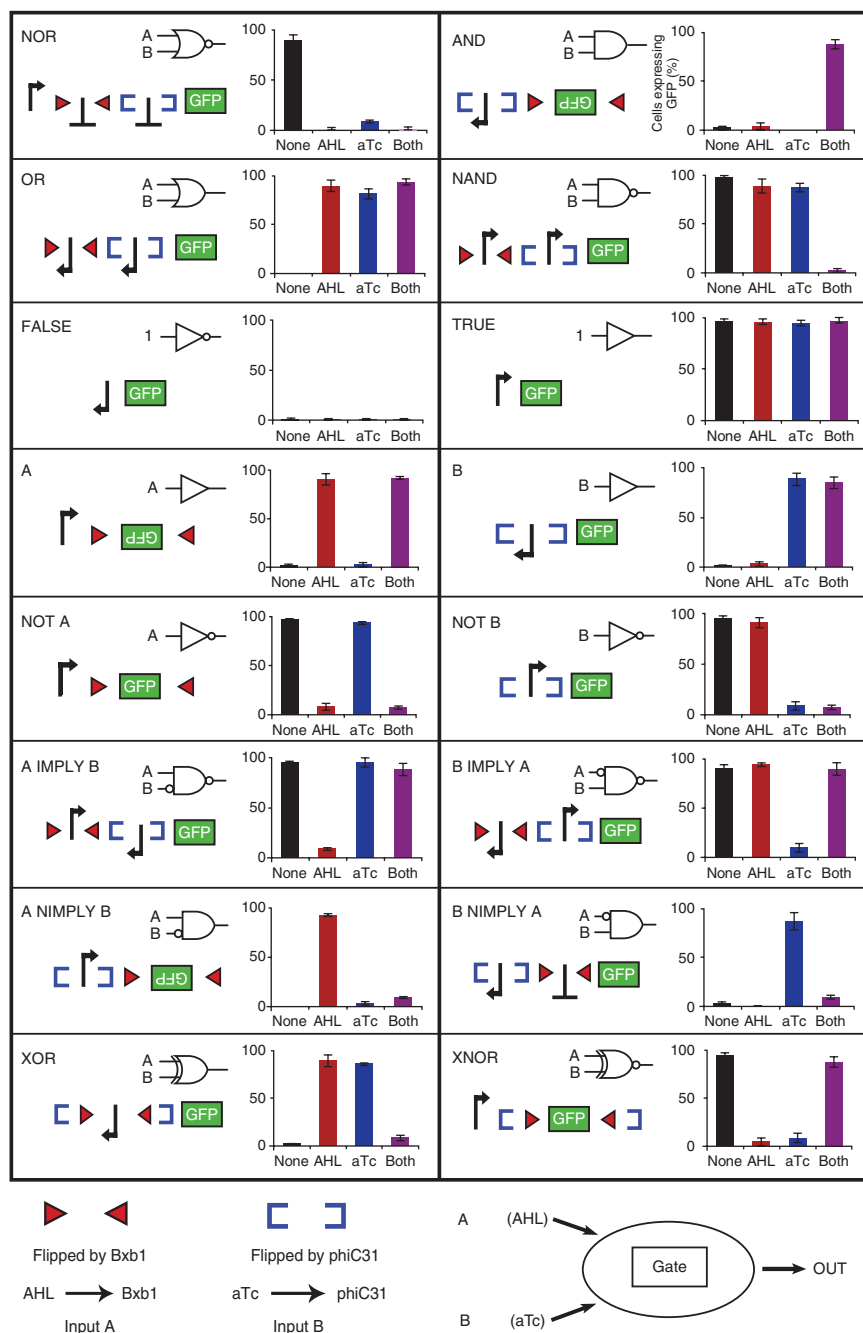 NOR
A
B
GFP
100
50
0
None AHL aTc Both
AND
A
B
GFP
Cells expressing
GFP (%)
100
50
0
None AHL aTc Both
OR
A
B
GFP
100
50
0
None AHL aTc Both
NAND
A
B
GFP
100
50
0
None AHL aTc Both
FALSE
1
GFP
100
50
0
None AHL aTc Both
TRUE
1
GFP
100
50
0
None AHL aTc Both
A
A
GFP
100
50
0
None AHL aTc Both
B
B
GFP
100
50
0
None AHL aTc Both
NOT A
A
GFP
100
50
0
None AHL aTc Both
NOT B
B
GFP
100
50
0
None AHL aTc Both
A IMPLY B
A
B
GFP
100
50
0
None AHL aTc Both
B IMPLY A
A
B
GFP
100
50
0
None AHL aTc Both
A NIMPLY B
A
B
GFP
100
50
0
None AHL aTc Both
B NIMPLY A
A
B
GFP
100
50
0
None AHL aTc Both
XOR
A
B
GFP
100
50
0
None AHL aTc Both
XNOR
A
B
GFP
100
50
0
None AHL aTc Both
Flipped by Bxb1
Flipped by phiC31
AHL Bxb1
aTc phiC31
Input A
Input B
A (AHL)
Gate
OUT
B (aTc)